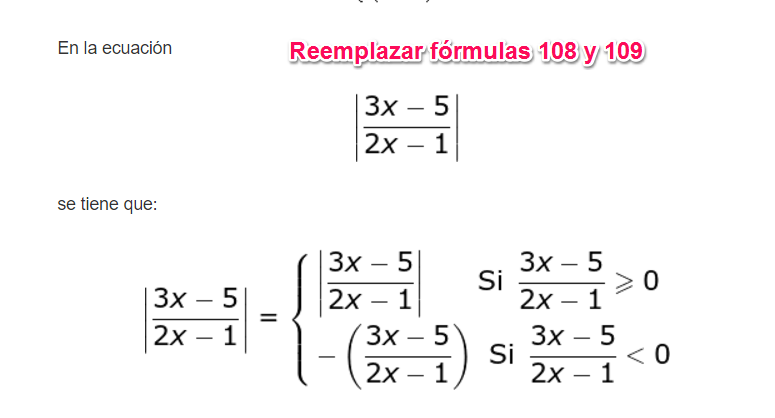 En la ecuación
Reemplazar fórmulas 108 y 109
|(3x − 5)/(2x − 1)|
se tiene que:
|(3x − 5)/(2x − 1)| = { |(3x − 5)/(2x − 1)| Si (3x − 5)/(2x − 1) ⩾ 0
−((3x − 5)/(2x − 1)) Si (3x − 5)/(2x − 1) < 0